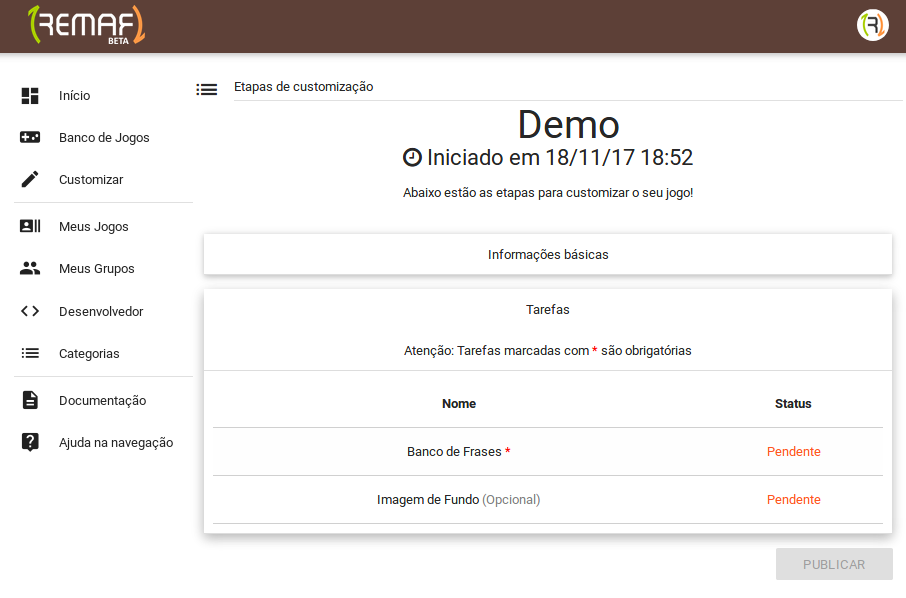 REMAR
BETA
Início
Banco de Jogos
Customizar
Meus Jogos
Meus Grupos
Desenvolvedor
Categorias
Documentação
Ajuda na navegação
Etapas de customização
Demo
Iniciado em 18/11/17 18:52
Abaixo estão as etapas para customizar o seu jogo!
Informações básicas
Tarefas
Atenção: Tarefas marcadas com * são obrigatórias
Nome Status
Banco de Frases * Pendente
Imagem de Fundo (Opcional) Pendente
PUBLICAR